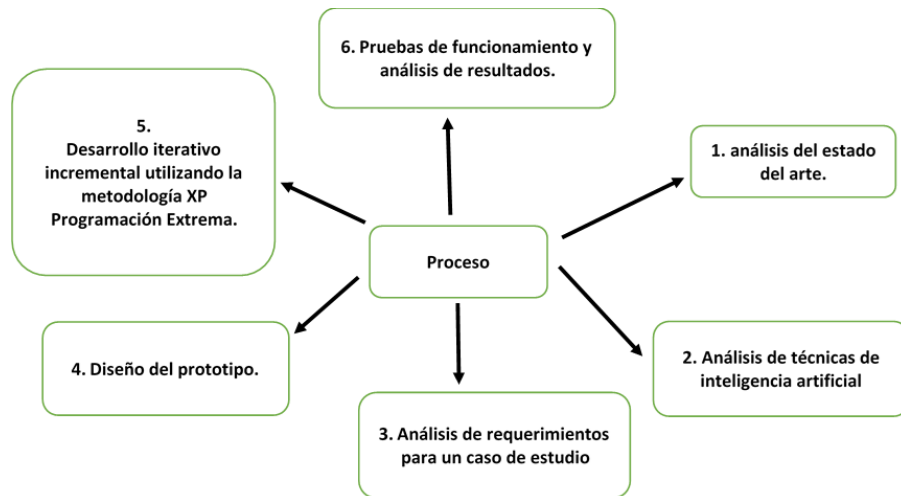 6. Pruebas de funcionamiento y
análisis de resultados.
5.
Desarrollo iterativo
incremental utilizando la
metodología XP
Programación Extrema.
1. análisis del estado
del arte.
Proceso
4. Diseño del prototipo.
2. Análisis de técnicas de
inteligencia artificial
3. Análisis de requerimientos
para un caso de estudio